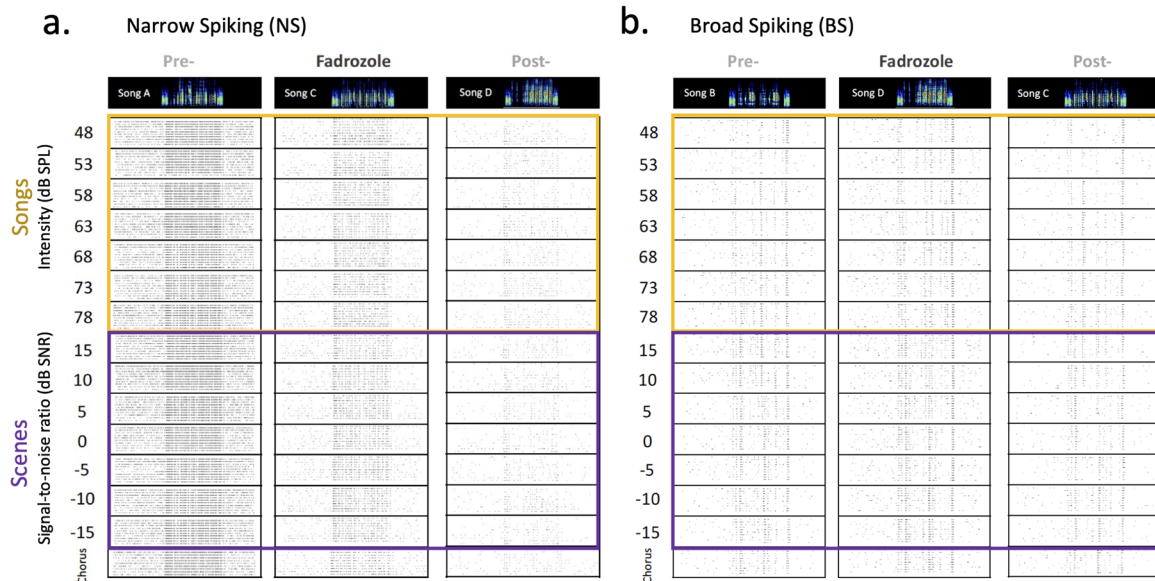 a.
Narrow Spiking (NS)
b.
Broad Spiking (BS)
Pre-
Fadrozole
Post-
Pre-
Fadrozole
Post-
Song A
Song C
Song D
Song B
Song D
Song C
Songs
Intensity (dB SPL)
48
53
58
63
68
73
78
48
53
58
63
68
73
78
Scenes
Signal-to-noise ratio (dB SNR)
15
10
5
0
-5
-10
-15
Chorus
15
10
5
0
-5
-10
-15
Chorus